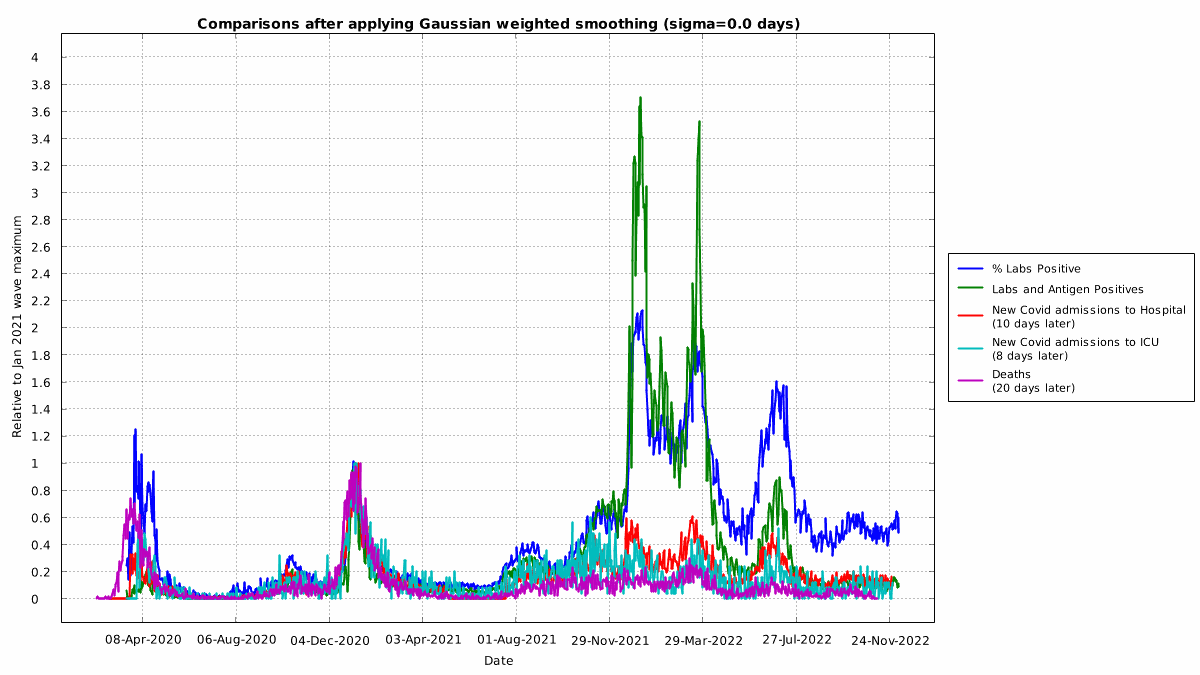 Comparisons after applying Gaussian weighted smoothing (sigma=0.0 days)
Relative to Jan 2021 wave maximum
4
3.8
3.6
3.4
3.2
3
2.8
2.6
2.4
2.2
2
1.8
1.6
1.4
1.2
1
0.8
0.6
0.4
0.2
0
08-Apr-2020 06-Aug-2020 04-Dec-2020 03-Apr-2021 01-Aug-2021 29-Nov-2021 29-Mar-2022 27-Jul-2022 24-Nov-2022
Date
% Labs Positive
Labs and Antigen Positives
New Covid admissions to Hospital
(10 days later)
New Covid admissions to ICU
(8 days later)
Deaths
(20 days later)